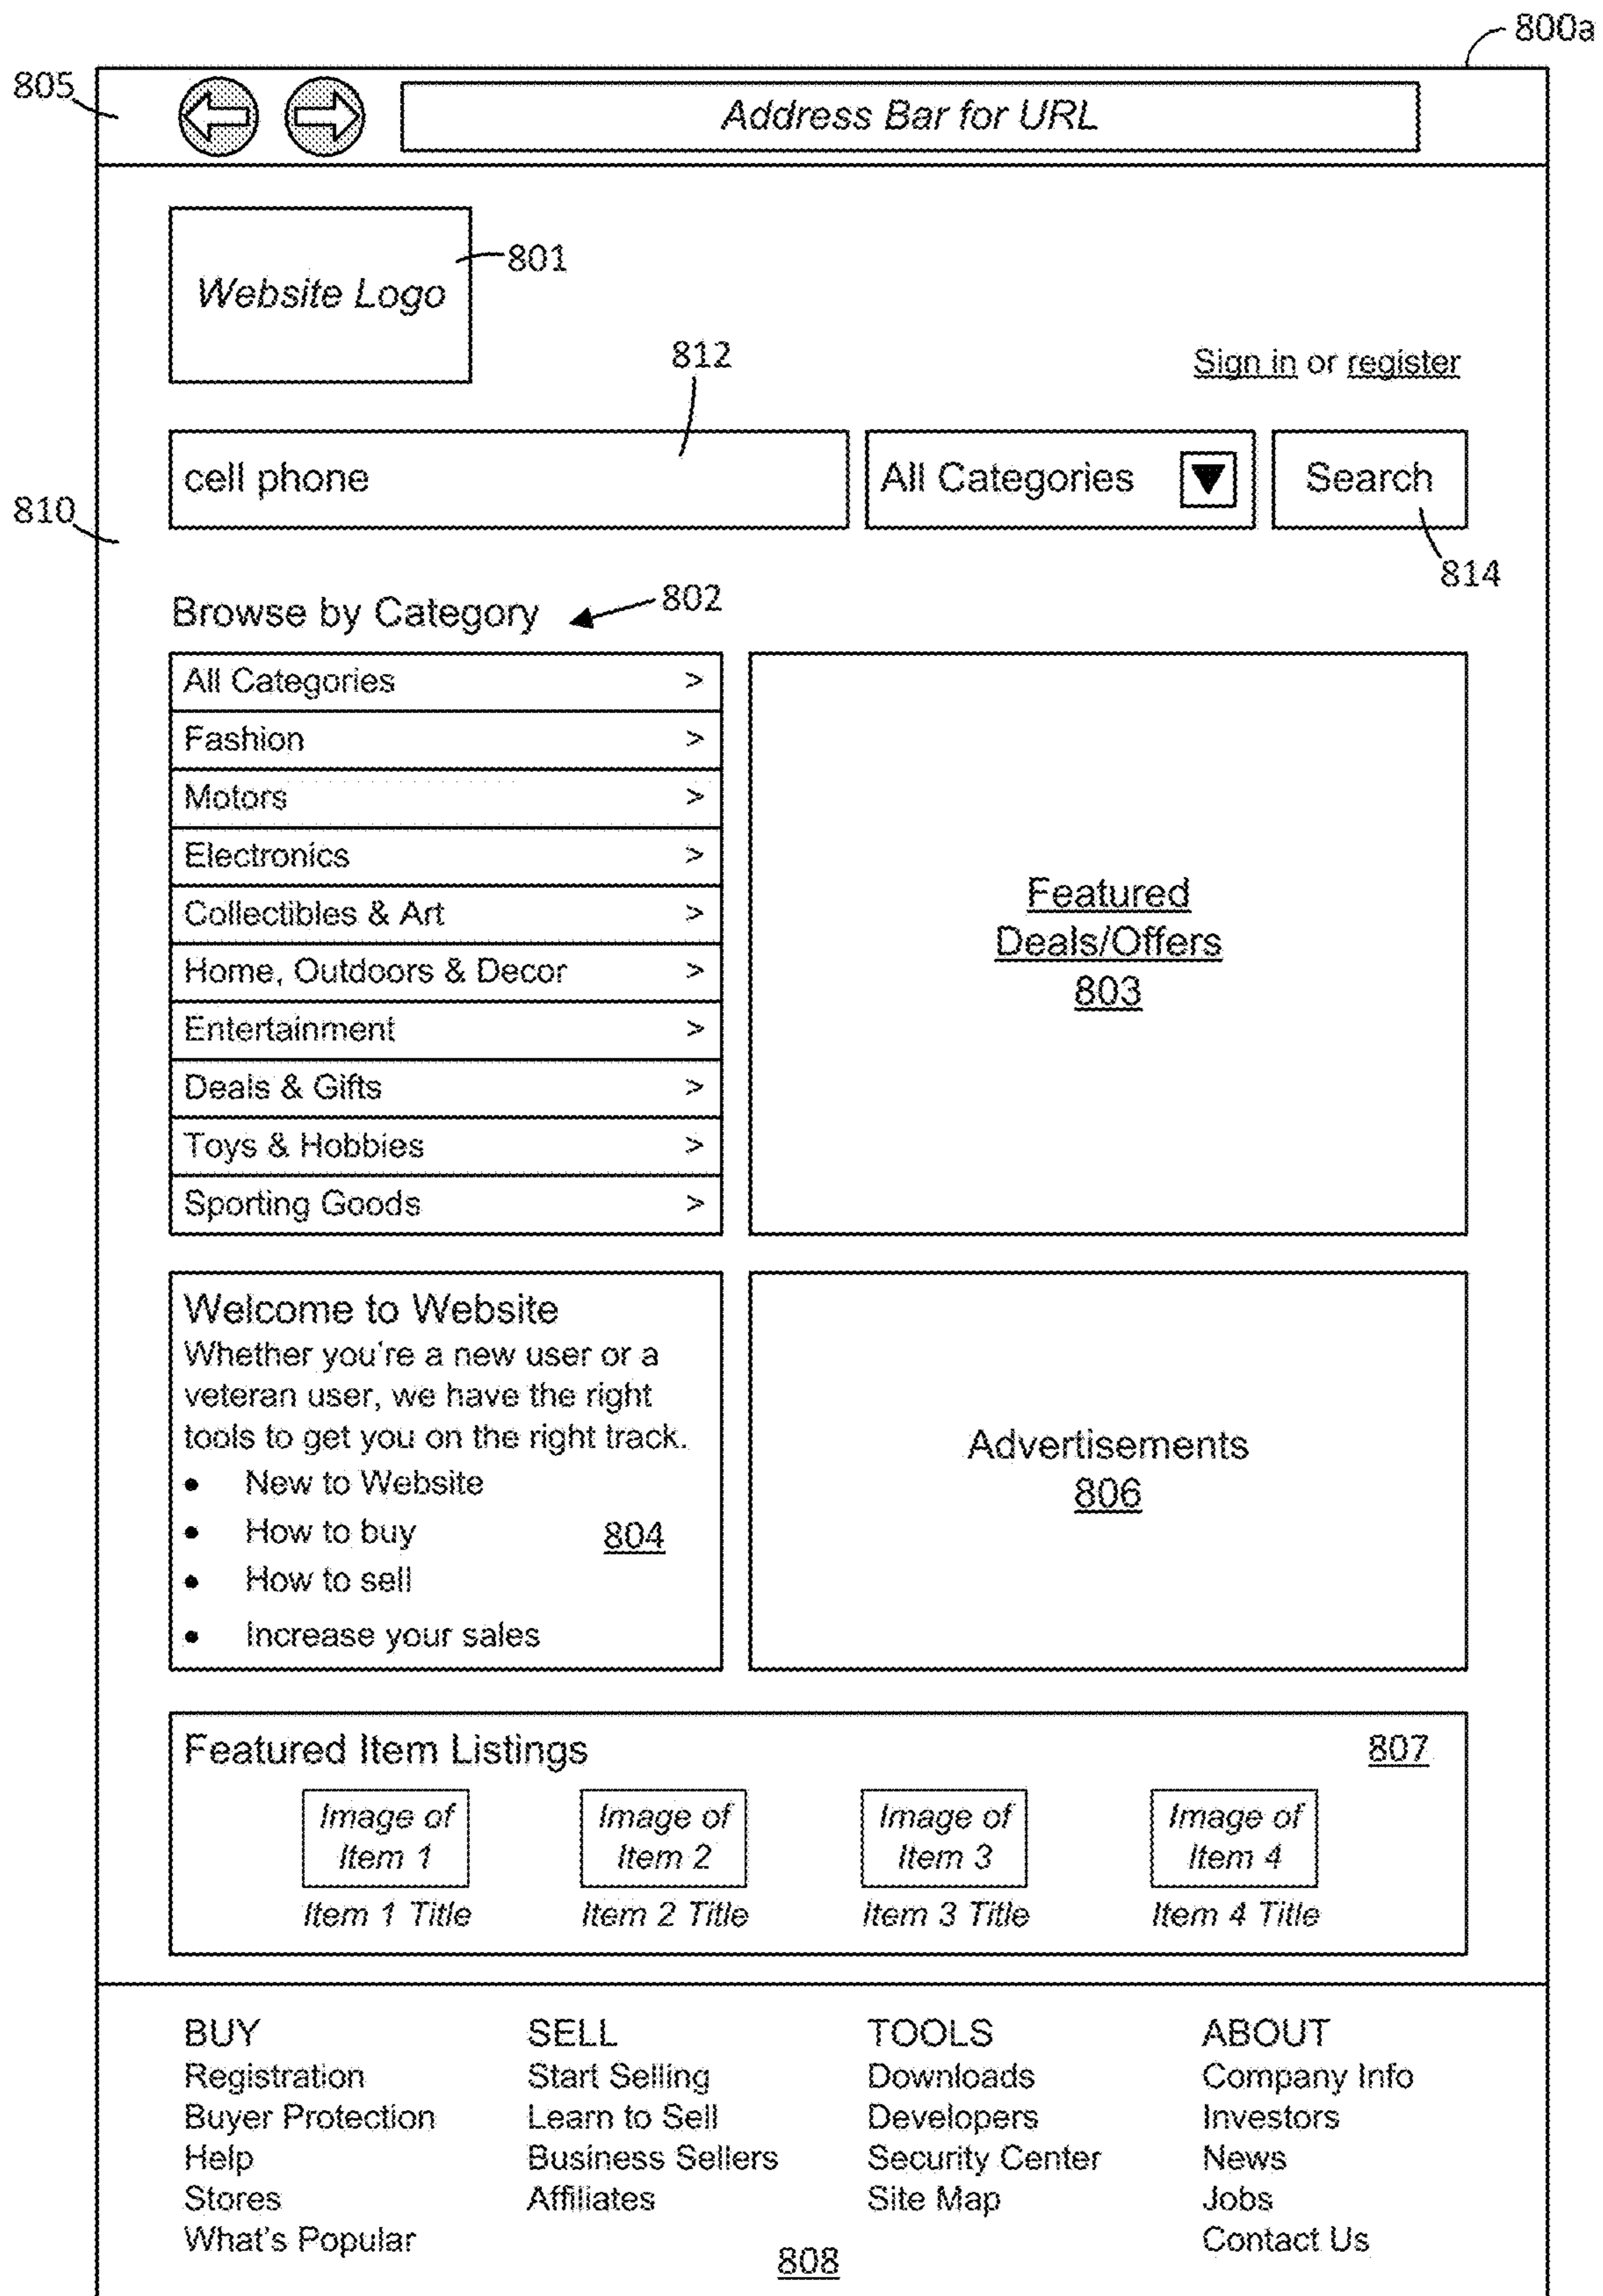 800a
805
Address Bar for URL
Website Logo
801
812
Sign in or register
cell phone
All Categories
Search
810
814
Browse by Category
802
All Categories >
Fashion >
Motors >
Electronics >
Collectibles & Art >
Home, Outdoors & Decor >
Entertainment >
Deals & Gifts >
Toys & Hobbies >
Sporting Goods >
Featured
Deals/Offers
803
Welcome to Website
Whether you're a new user or a
veteran user, we have the right
tools to get you on the right track.
• New to Website
• How to buy
804
• How to sell
• Increase your sales
Advertisements
806
Featured Item Listings
807
Image of
Item 1
Item 1 Title
Image of
Item 2
Item 2 Title
Image of
Item 3
Item 3 Title
Image of
Item 4
Item 4 Title
BUY
Registration
Buyer Protection
Help
Stores
What's Popular
SELL
Start Selling
Learn to Sell
Business Sellers
Affiliates
TOOLS
Downloads
Developers
Security Center
Site Map
ABOUT
Company Info
Investors
News
Jobs
Contact Us
808